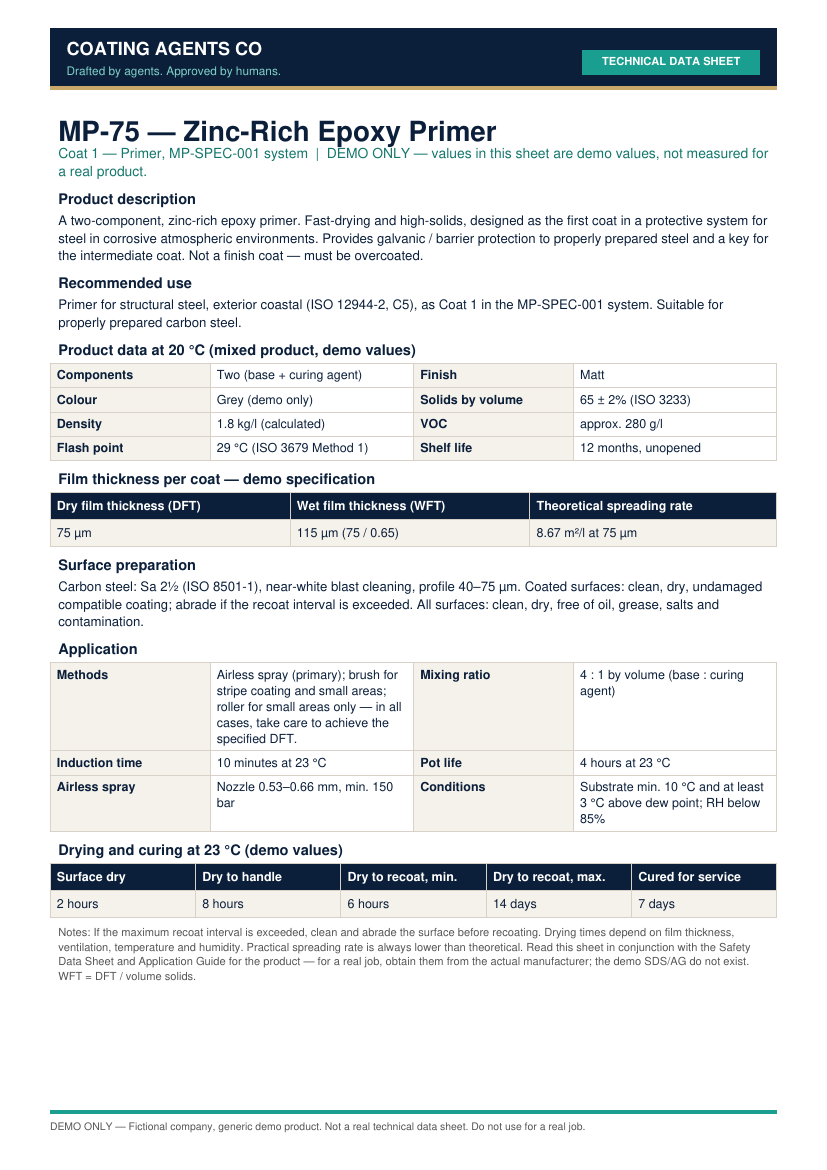 COATING AGENTS CO
Drafted by agents. Approved by humans.
TECHNICAL DATA SHEET
MP-75 — Zinc-Rich Epoxy Primer
Coat 1 — Primer, MP-SPEC-001 system | DEMO ONLY — values in this sheet are demo values, not measured for
a real product.
Product description
A two-component, zinc-rich epoxy primer. Fast-drying and high-solids, designed as the first coat in a protective system for
steel in corrosive atmospheric environments. Provides galvanic / barrier protection to properly prepared steel and a key for
the intermediate coat. Not a finish coat — must be overcoated.
Recommended use
Primer for structural steel, exterior coastal (ISO 12944-2, C5), as Coat 1 in the MP-SPEC-001 system. Suitable for
properly prepared carbon steel.
Product data at 20 °C (mixed product, demo values)
Components Two (base + curing agent) Finish Matt
Colour Grey (demo only) Solids by volume 65 ± 2% (ISO 3233)
Density 1.8 kg/l (calculated) VOC approx. 280 g/l
Flash point 29 °C (ISO 3679 Method 1) Shelf life 12 months, unopened
Film thickness per coat — demo specification
Dry film thickness (DFT) Wet film thickness (WFT) Theoretical spreading rate
75 µm 115 µm (75 / 0.65) 8.67 m²/l at 75 µm
Surface preparation
Carbon steel: Sa 2½ (ISO 8501-1), near-white blast cleaning, profile 40–75 µm. Coated surfaces: clean, dry, undamaged
compatible coating; abrade if the recoat interval is exceeded. All surfaces: clean, dry, free of oil, grease, salts and
contamination.
Application
Methods
Airless spray (primary); brush for
stripe coating and small areas;
roller for small areas only — in all
cases, take care to achieve the
specified DFT.
Mixing ratio
4 : 1 by volume (base : curing
agent)
Induction time 10 minutes at 23 °C Pot life 4 hours at 23 °C
Airless spray
Nozzle 0.53–0.66 mm, min. 150
bar
Conditions
Substrate min. 10 °C and at least
3 °C above dew point; RH below
85%
Drying and curing at 23 °C (demo values)
Surface dry Dry to handle Dry to recoat, min. Dry to recoat, max. Cured for service
2 hours 8 hours 6 hours 14 days 7 days
Notes: If the maximum recoat interval is exceeded, clean and abrade the surface before recoating. Drying times depend on film thickness,
ventilation, temperature and humidity. Practical spreading rate is always lower than theoretical. Read this sheet in conjunction with the Safety
Data Sheet and Application Guide for the product — for a real job, obtain them from the actual manufacturer; the demo SDS/AG do not exist.
WFT = DFT / volume solids.
DEMO ONLY — Fictional company, generic demo product. Not a real technical data sheet. Do not use for a real job.